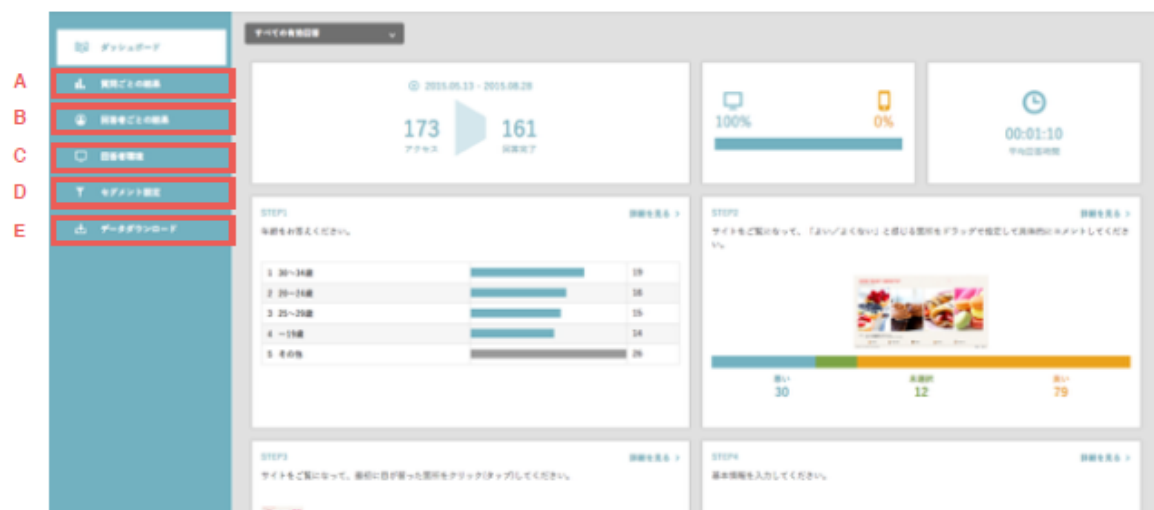 ダッシュボード
A 質問ごとの結果
B 回答者ごとの結果
C 回答者環境
D セグメント設定
E データダウンロード
すべての有効回答
2015.05.13 - 2015.08.28
173 161
アクセス 回答完了
100% 0%
00:01:10
平均回答時間
STEP1 詳細を見る >
年齢をお答えください。
1 30〜34歳 19
2 20〜24歳 16
3 25〜29歳 15
4 〜19歳 14
5 その他 26
STEP2 詳細を見る >
サイトをご覧になって、「よい／よくない」と感じる箇所をドラッグで指定して具体的にコメントしてください。
悪い 未選択 良い
30 12 79
STEP3 詳細を見る >
サイトをご覧になって、最初に目が留った箇所をクリック(タップ)してください。
STEP4 詳細を見る >
基本情報を入力してください。